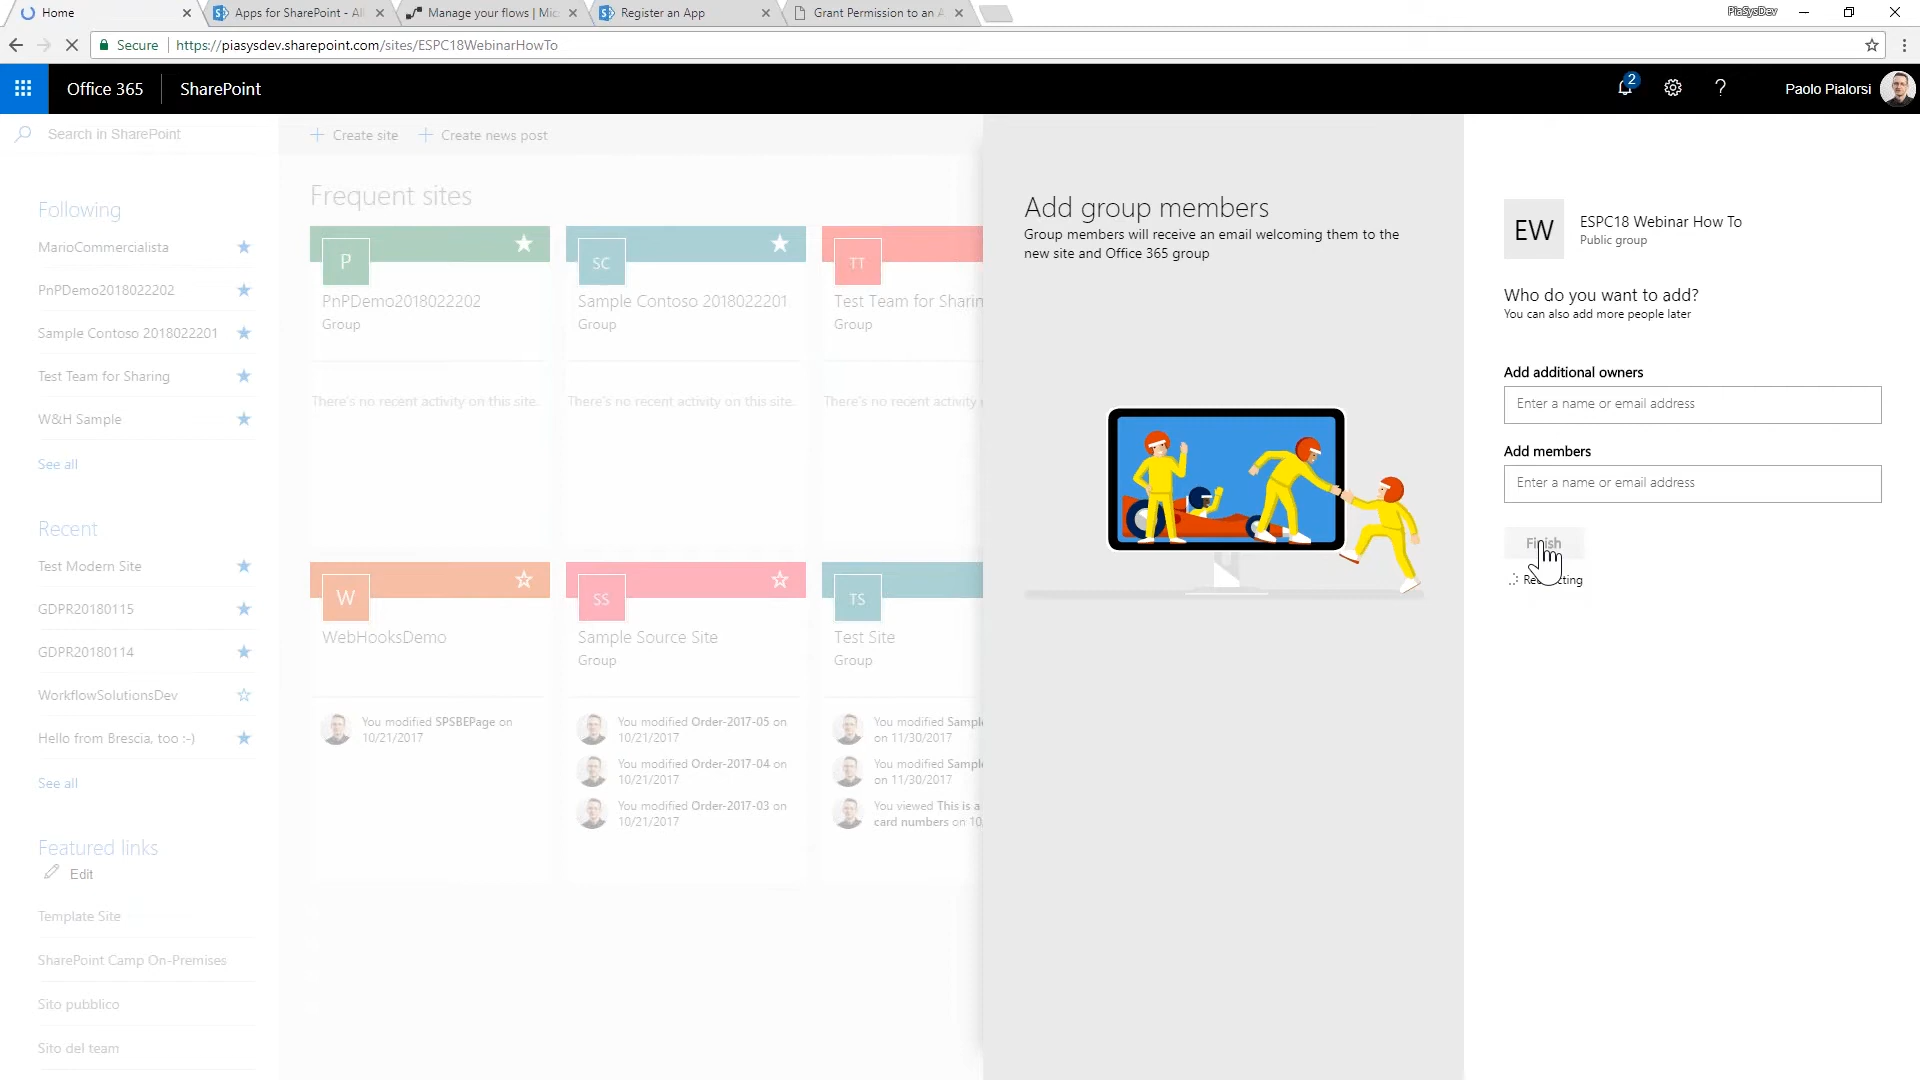 Home
Apps for SharePoint - All
Manage your flows | Mic
Register an App
Grant Permission to an A
PiaSysDev
Secure
https://piasysdev.sharepoint.com/sites/ESPC18WebinarHowTo
Office 365
SharePoint
2
?
Paolo Pialorsi
Search in SharePoint
Create site
Create news post
Following
MarioCommercialista
PnPDemo2018022202
Sample Contoso 2018022201
Test Team for Sharing
W&H Sample
See all
Recent
Test Modern Site
GDPR20180115
GDPR20180114
WorkflowSolutionsDev
Hello from Brescia, too :-)
See all
Featured links
Edit
Template Site
SharePoint Camp On-Premises
Sito pubblico
Sito del team
Frequent sites
P
PnPDemo2018022202
Group
There's no recent activity on this site.
SC
Sample Contoso 2018022201
Group
There's no recent activity on this site.
TT
Test Team for Sharin
Group
There's no recent activity
W
WebHooksDemo
You modified SPSBEPage on
10/21/2017
SS
Sample Source Site
Group
You modified Order-2017-05 on
10/21/2017
You modified Order-2017-04 on
10/21/2017
You modified Order-2017-03 on
10/21/2017
TS
Test Site
Group
You modified Sample
on 11/30/2017
You modified Sample
on 11/30/2017
You viewed This is a
card numbers on 10
Add group members
Group members will receive an email welcoming them to the
new site and Office 365 group
EW
ESPC18 Webinar How To
Public group
Who do you want to add?
You can also add more people later
Add additional owners
Enter a name or email address
Add members
Enter a name or email address
Finish